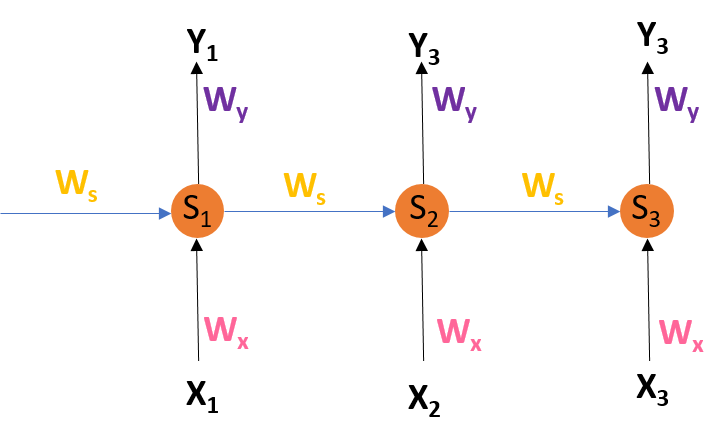 Y1 Y3 Y3
Wy Wy Wy
Ws Ws Ws
S1 S2 S3
Wx Wx Wx
X1 X2 X3